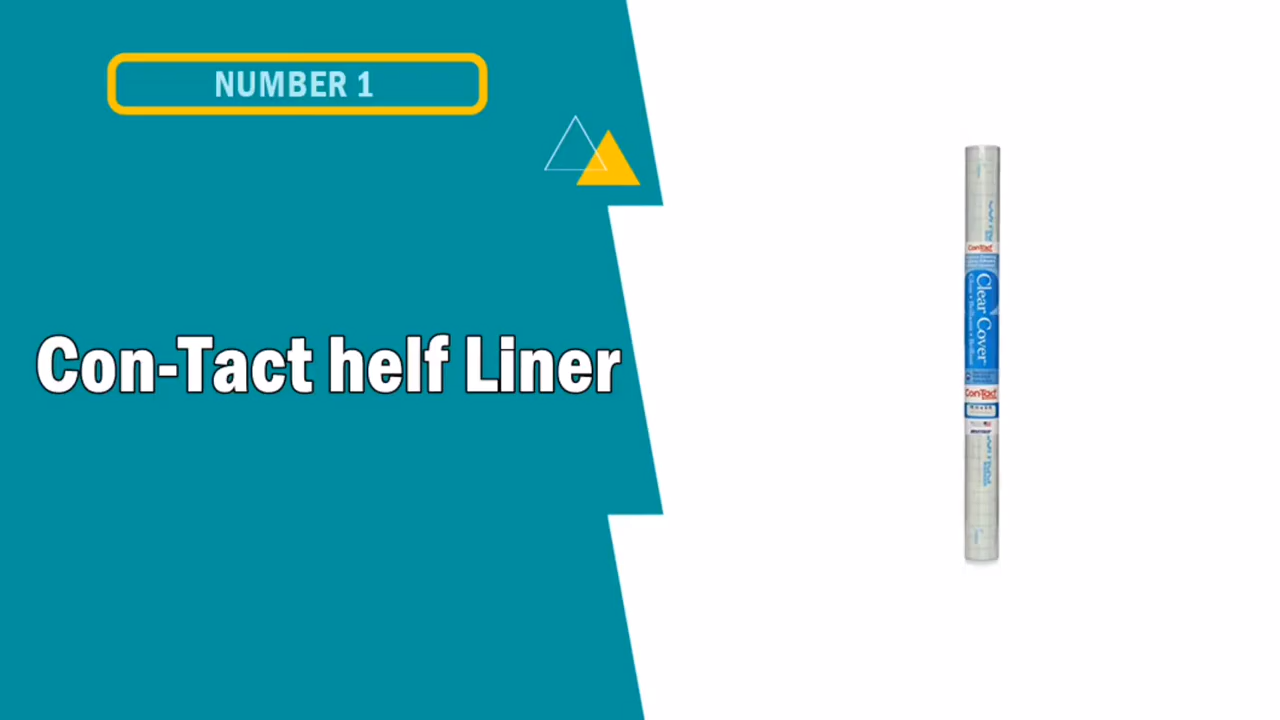 NUMBER 1
Con-Tact helf Liner
Con-Tact
Clear Cover
Con-Tact